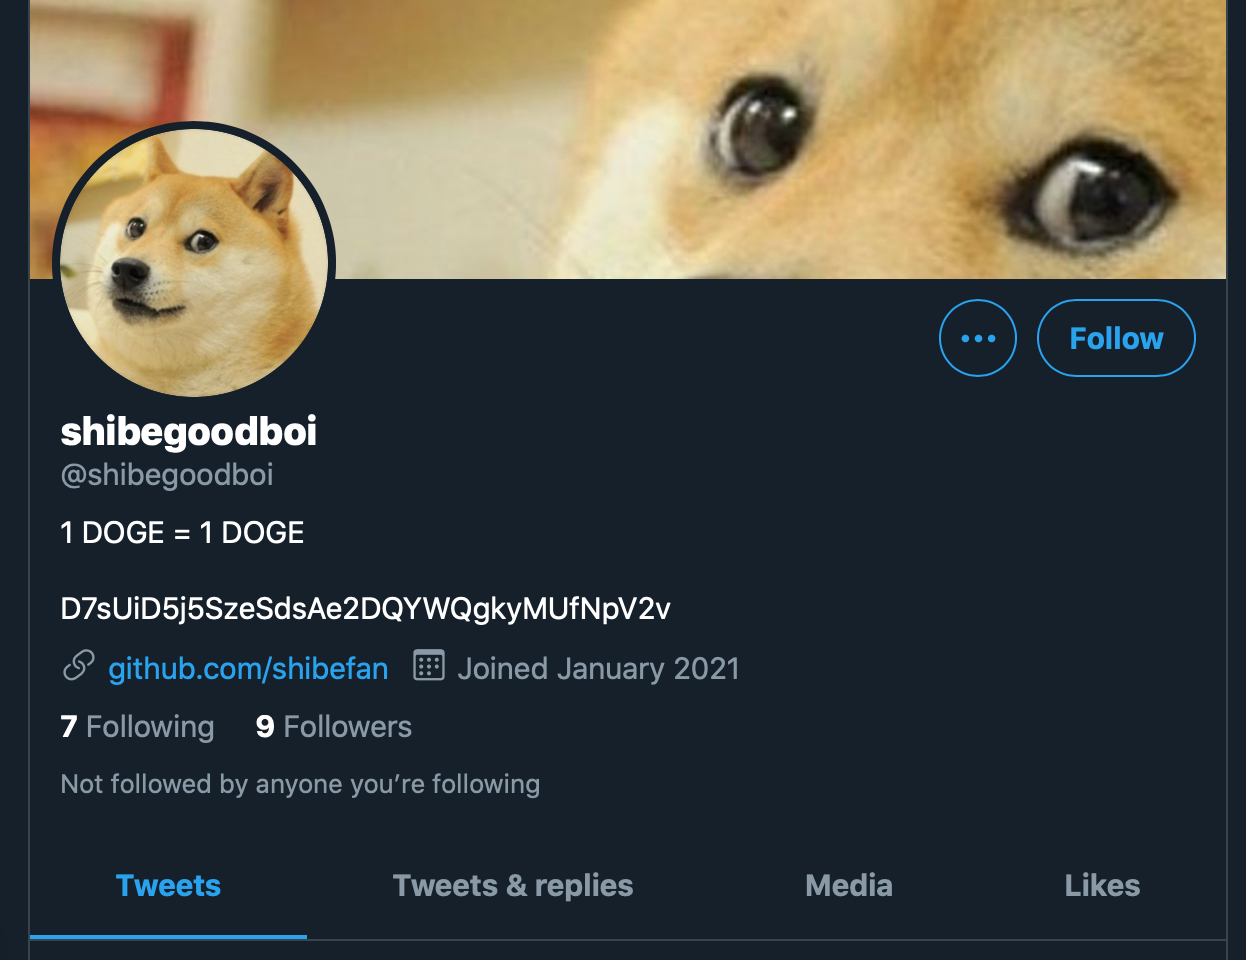 Follow
shibegoodboi
@shibegoodboi
1 DOGE = 1 DOGE
D7sUiD5j5SzeSdsAe2DQYWQgkyMUfNpV2v
github.com/shibefan Joined January 2021
7 Following 9 Followers
Not followed by anyone you’re following
Tweets Tweets & replies Media Likes